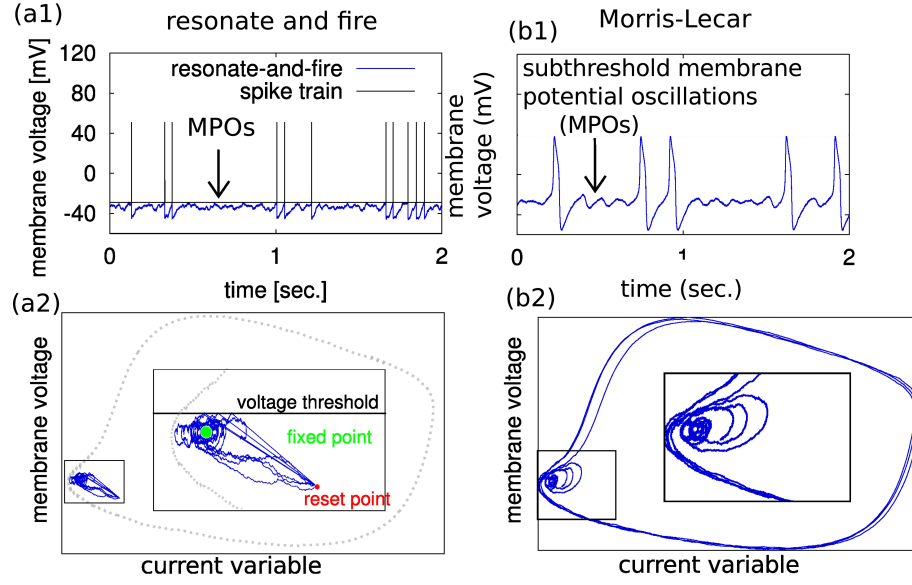 (a1)
resonate and fire
membrane voltage [mV]
120
80
40
0
-40
resonate-and-fire
spike train
MPOs
0
1
2
time [sec.]
(b1)
Morris-Lecar
membrane
voltage (mV)
subthreshold membrane
potential oscillations
(MPOs)
0
1
2
time (sec.)
(a2)
membrane voltage
voltage threshold
fixed point
reset point
current variable
(b2)
membrane voltage
current variable